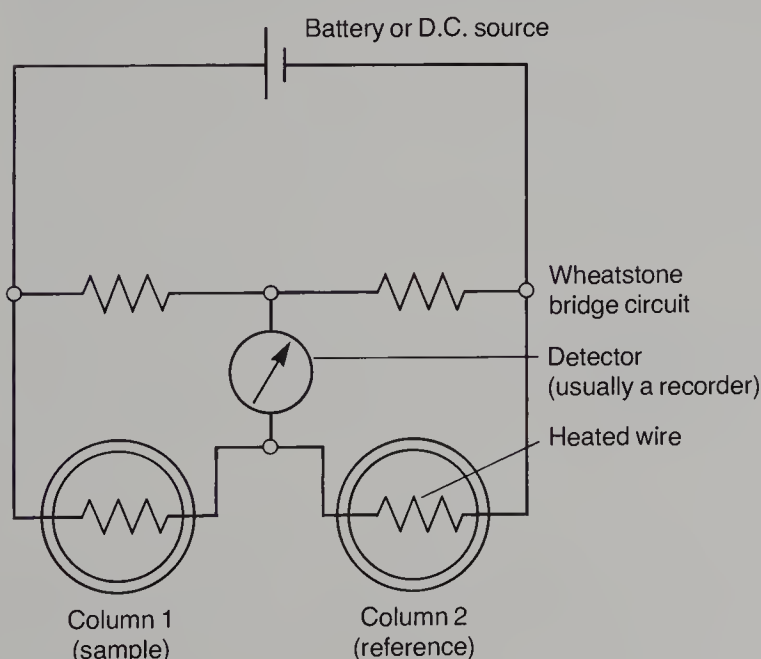 Battery or D.C. source
Wheatstone
bridge circuit
Detector
(usually a recorder)
Heated wire
Column 1
(sample)
Column 2
(reference)